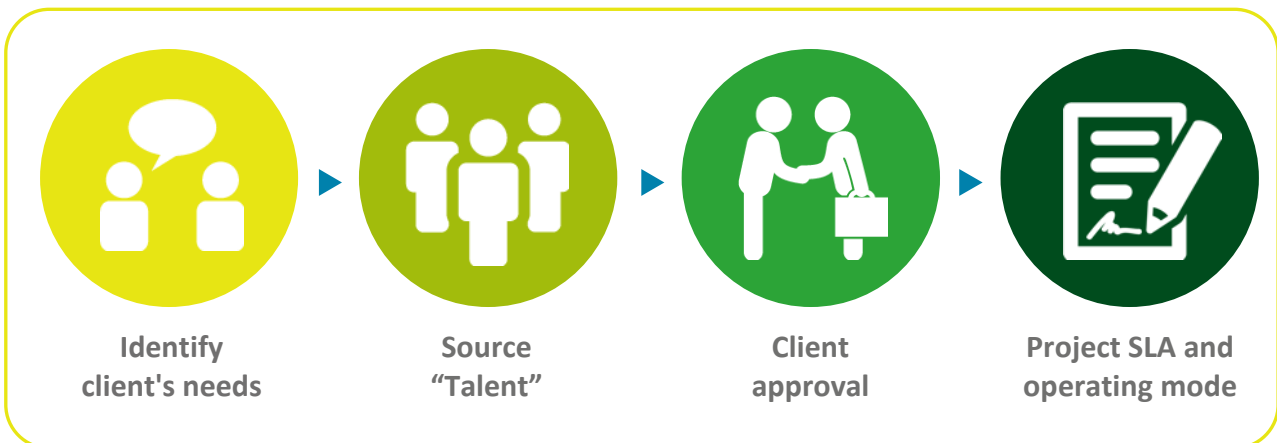 Identify
client's needs
Source
“Talent”
Client
approval
Project SLA and
operating mode